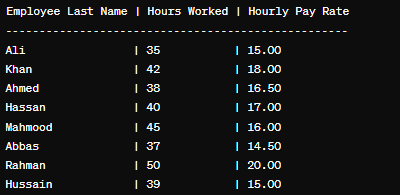 Employee Last Name | Hours Worked | Hourly Pay Rate
---------------------------------------------------
Ali                | 35           | 15.00
Khan               | 42           | 18.00
Ahmed              | 38           | 16.50
Hassan             | 40           | 17.00
Mahmood            | 45           | 16.00
Abbas              | 37           | 14.50
Rahman             | 50           | 20.00
Hussain            | 39           | 15.00